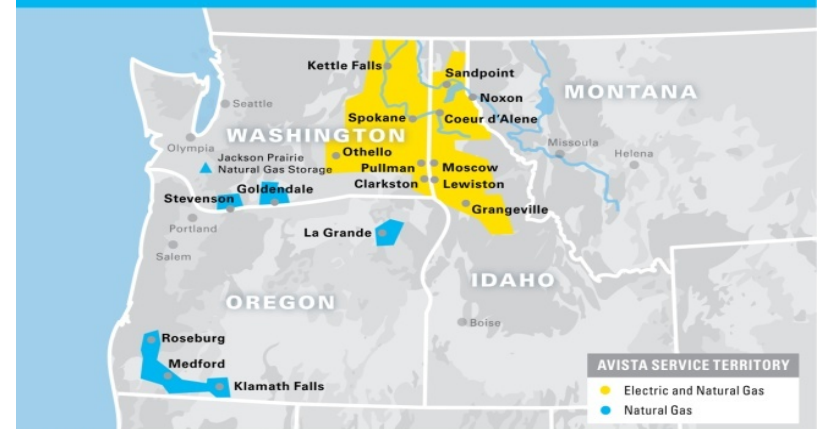 Kettle Falls
Sandpoint
Noxon
MONTANA
Seattle
Spokane
Coeur d'Alene
WASHINGTON
Olympia
Othello
Missoula
Helena
Jackson Prairie
Natural Gas Storage
Pullman
Moscow
Clarkston
Lewiston
Goldendale
Stevenson
Grangeville
Portland
La Grande
Salem
IDAHO
OREGON
Boise
Roseburg
Medford
Klamath Falls
AVISTA SERVICE TERRITORY
Electric and Natural Gas
Natural Gas